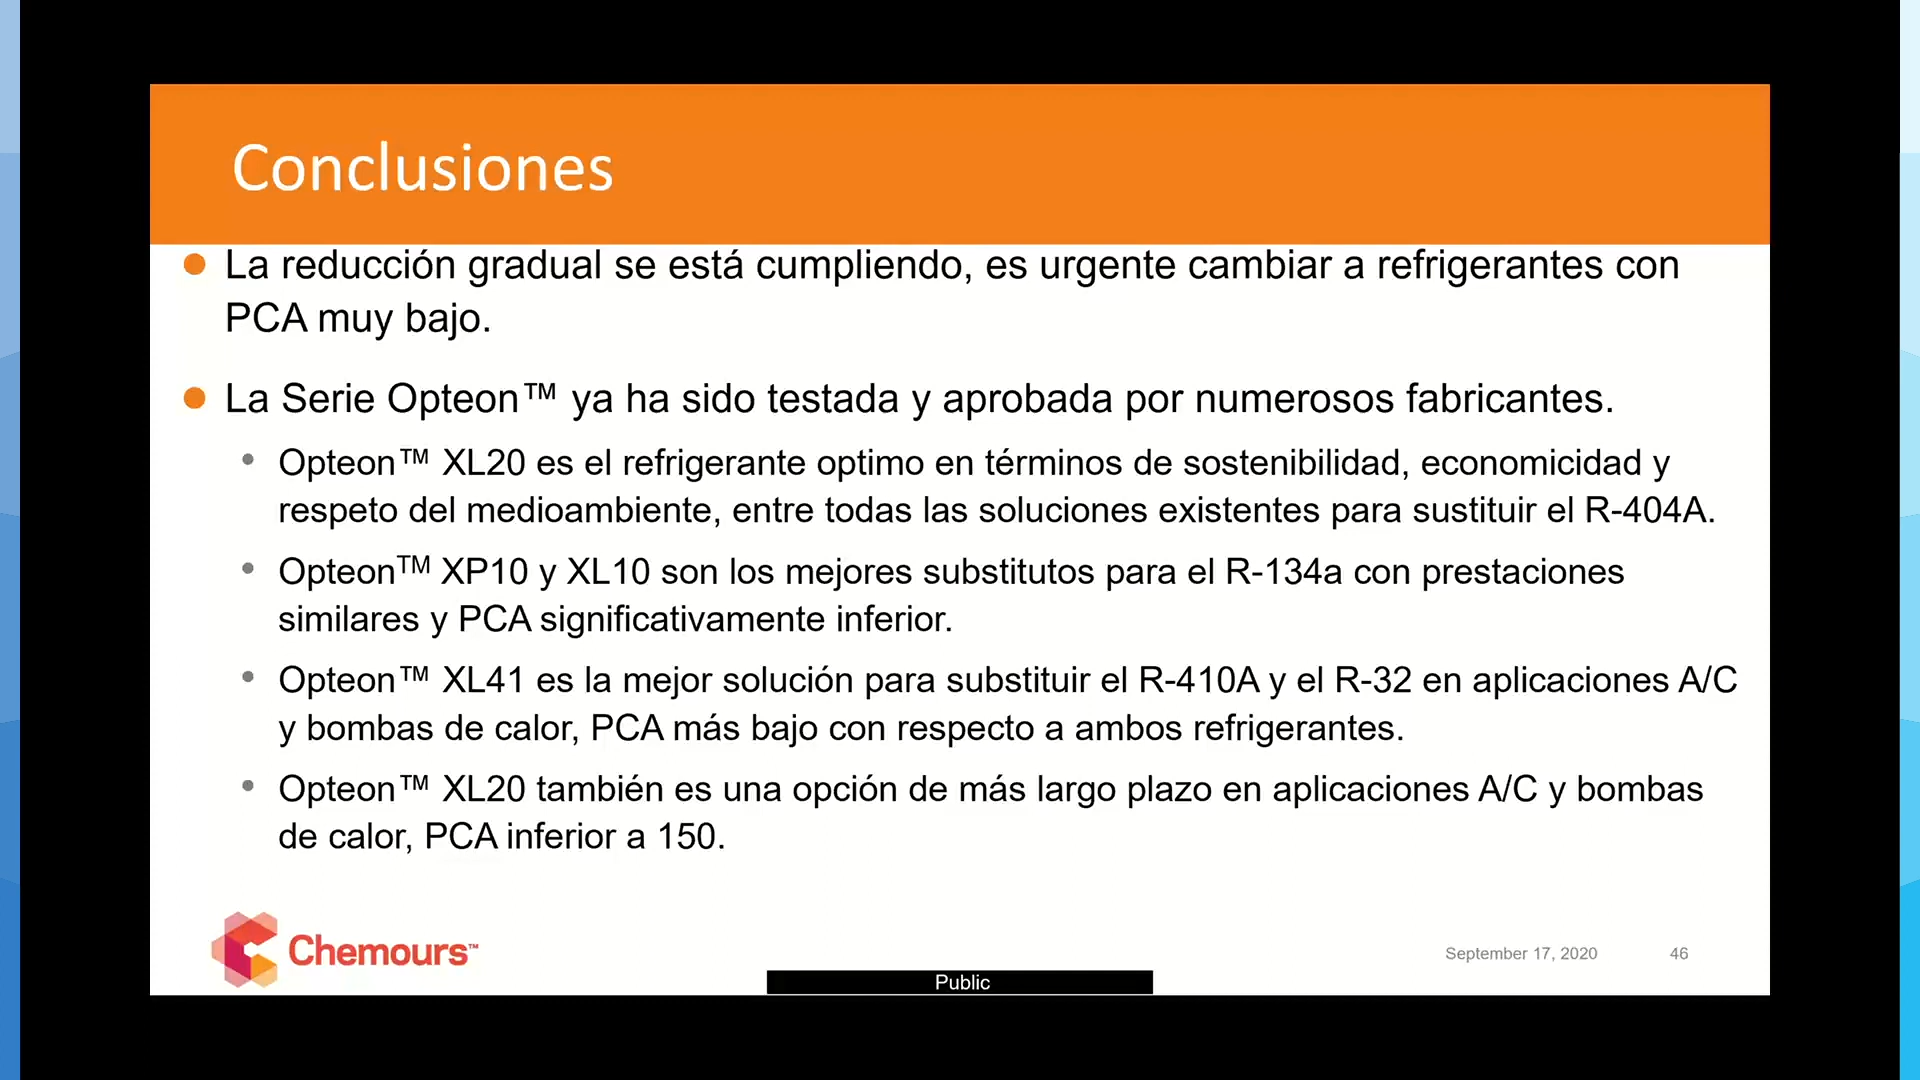 Conclusiones
La reducción gradual se está cumpliendo, es urgente cambiar a refrigerantes con
PCA muy bajo.
La Serie Opteon™ ya ha sido testada y aprobada por numerosos fabricantes.
Opteon™ XL20 es el refrigerante optimo en términos de sostenibilidad, economicidad y
respeto del medioambiente, entre todas las soluciones existentes para sustituir el R-404A.
Opteon™ XP10 y XL10 son los mejores substitutos para el R-134a con prestaciones
similares y PCA significativamente inferior.
Opteon™ XL41 es la mejor solución para substituir el R-410A y el R-32 en aplicaciones A/C
y bombas de calor, PCA más bajo con respecto a ambos refrigerantes.
Opteon™ XL20 también es una opción de más largo plazo en aplicaciones A/C y bombas
de calor, PCA inferior a 150.
Chemours™
September 17, 2020 46
Public